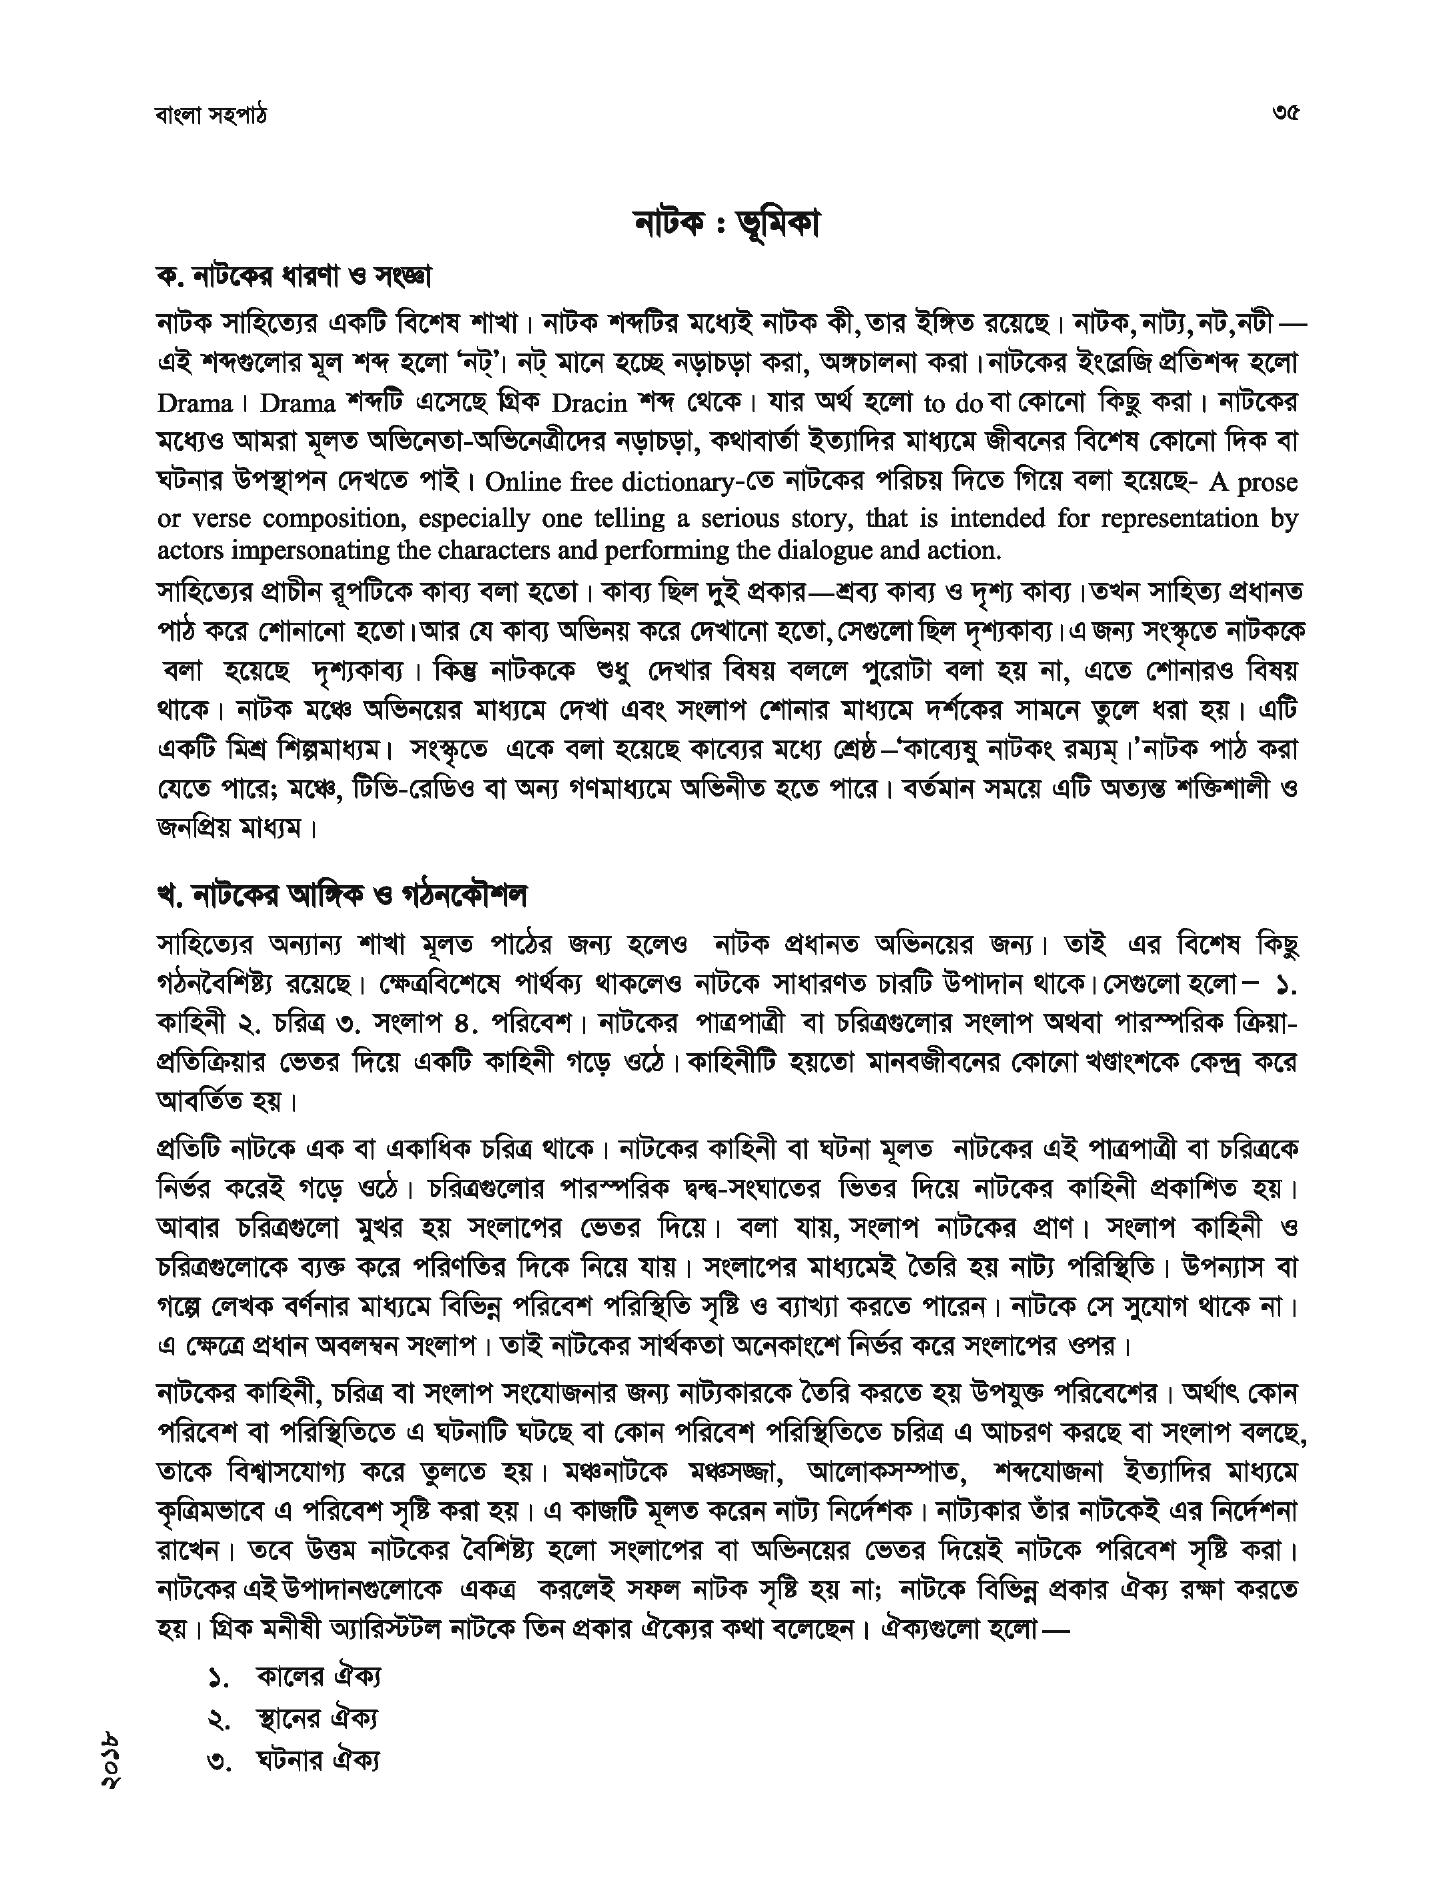 বাংলা সহপাঠ
৩৫
নাটক : ভূমিকা
ক. নাটকের ধারণা ও সংজ্ঞা
নাটক সাহিত্যের একটি বিশেষ শাখা। নাটক শব্দটির মধ্যেই নাটক কী, তার ইঙ্গিত রয়েছে। নাটক, নাট্য, নট, নটী —
এই শব্দগুলোর মূল শব্দ হলো ‘নট্’। নট্ মানে হচ্ছে নড়াচড়া করা, অঙ্গচালনা করা। নাটকের ইংরেজি প্রতিশব্দ হলো
Drama। Drama শব্দটি এসেছে গ্রিক Dracin শব্দ থেকে। যার অর্থ হলো to do বা কোনো কিছু করা। নাটকের
মধ্যেও আমরা মূলত অভিনেতা-অভিনেত্রীদের নড়াচড়া, কথাবার্তা ইত্যাদির মাধ্যমে জীবনের বিশেষ কোনো দিক বা
ঘটনার উপস্থাপন দেখতে পাই। Online free dictionary-তে নাটকের পরিচয় দিতে গিয়ে বলা হয়েছে- A prose
or verse composition, especially one telling a serious story, that is intended for representation by
actors impersonating the characters and performing the dialogue and action.
সাহিত্যের প্রাচীন রূপটিকে কাব্য বলা হতো। কাব্য ছিল দুই প্রকার—শ্রব্য কাব্য ও দৃশ্য কাব্য। তখন সাহিত্য প্রধানত
পাঠ করে শোনানো হতো। আর যে কাব্য অভিনয় করে দেখানো হতো, সেগুলো ছিল দৃশ্যকাব্য। এ জন্য সংস্কৃতে নাটককে
বলা হয়েছে দৃশ্যকাব্য। কিন্তু নাটককে শুধু দেখার বিষয় বললে পুরোটা বলা হয় না, এতে শোনারও বিষয়
থাকে। নাটক মঞ্চে অভিনয়ের মাধ্যমে দেখা এবং সংলাপ শোনার মাধ্যমে দর্শকের সামনে তুলে ধরা হয়। এটি
একটি মিশ্র শিল্পমাধ্যম। সংস্কৃতে একে বলা হয়েছে কাব্যের মধ্যে শ্রেষ্ঠ –‘কাব্যেষু নাটকং রম্যম্।’ নাটক পাঠ করা
যেতে পারে; মঞ্চে, টিভি-রেডিও বা অন্য গণমাধ্যমে অভিনীত হতে পারে। বর্তমান সময়ে এটি অত্যন্ত শক্তিশালী ও
জনপ্রিয় মাধ্যম।
খ. নাটকের আঙ্গিক ও গঠনকৌশল
সাহিত্যের অন্যান্য শাখা মূলত পাঠের জন্য হলেও নাটক প্রধানত অভিনয়ের জন্য। তাই এর বিশেষ কিছু
গঠনবৈশিষ্ট্য রয়েছে। ক্ষেত্রবিশেষে পার্থক্য থাকলেও নাটকে সাধারণত চারটি উপাদান থাকে। সেগুলো হলো – ১.
কাহিনী ২. চরিত্র ৩. সংলাপ ৪. পরিবেশ। নাটকের পাত্রপাত্রী বা চরিত্রগুলোর সংলাপ অথবা পারস্পরিক ক্রিয়া-
প্রতিক্রিয়ার ভেতর দিয়ে একটি কাহিনী গড়ে ওঠে। কাহিনীটি হয়তো মানবজীবনের কোনো খণ্ডাংশকে কেন্দ্র করে
আবর্তিত হয়।
প্রতিটি নাটকে এক বা একাধিক চরিত্র থাকে। নাটকের কাহিনী বা ঘটনা মূলত নাটকের এই পাত্রপাত্রী বা চরিত্রকে
নির্ভর করেই গড়ে ওঠে। চরিত্রগুলোর পারস্পরিক দ্বন্দ্ব-সংঘাতের ভিতর দিয়ে নাটকের কাহিনী প্রকাশিত হয়।
আবার চরিত্রগুলো মুখর হয় সংলাপের ভেতর দিয়ে। বলা যায়, সংলাপ নাটকের প্রাণ। সংলাপ কাহিনী ও
চরিত্রগুলোকে ব্যক্ত করে পরিণতির দিকে নিয়ে যায়। সংলাপের মাধ্যমেই তৈরি হয় নাট্য পরিস্থিতি। উপন্যাস বা
গল্পে লেখক বর্ণনার মাধ্যমে বিভিন্ন পরিবেশ পরিস্থিতি সৃষ্টি ও ব্যাখ্যা করতে পারেন। নাটকে সে সুযোগ থাকে না।
এ ক্ষেত্রে প্রধান অবলম্বন সংলাপ। তাই নাটকের সার্থকতা অনেকাংশে নির্ভর করে সংলাপের ওপর।
নাটকের কাহিনী, চরিত্র বা সংলাপ সংযোজনার জন্য নাট্যকারকে তৈরি করতে হয় উপযুক্ত পরিবেশের। অর্থাৎ কোন
পরিবেশ বা পরিস্থিতিতে এ ঘটনাটি ঘটছে বা কোন পরিবেশ পরিস্থিতিতে চরিত্র এ আচরণ করছে বা সংলাপ বলছে,
তাকে বিশ্বাসযোগ্য করে তুলতে হয়। মঞ্চনাটকে মঞ্চসজ্জা, আলোকসম্পাত, শব্দযোজনা ইত্যাদির মাধ্যমে
কৃত্রিমভাবে এ পরিবেশ সৃষ্টি করা হয়। এ কাজটি মূলত করেন নাট্য নির্দেশক। নাট্যকার তাঁর নাটকেই এর নির্দেশনা
রাখেন। তবে উত্তম নাটকের বৈশিষ্ট্য হলো সংলাপের বা অভিনয়ের ভেতর দিয়েই নাটকে পরিবেশ সৃষ্টি করা।
নাটকের এই উপাদানগুলোকে একত্র করলেই সফল নাটক সৃষ্টি হয় না; নাটকে বিভিন্ন প্রকার ঐক্য রক্ষা করতে
হয়। গ্রিক মনীষী অ্যারিস্টটল নাটকে তিন প্রকার ঐক্যের কথা বলেছেন। ঐক্যগুলো হলো —
১. কালের ঐক্য
২. স্থানের ঐক্য
৩. ঘটনার ঐক্য
২০১৮